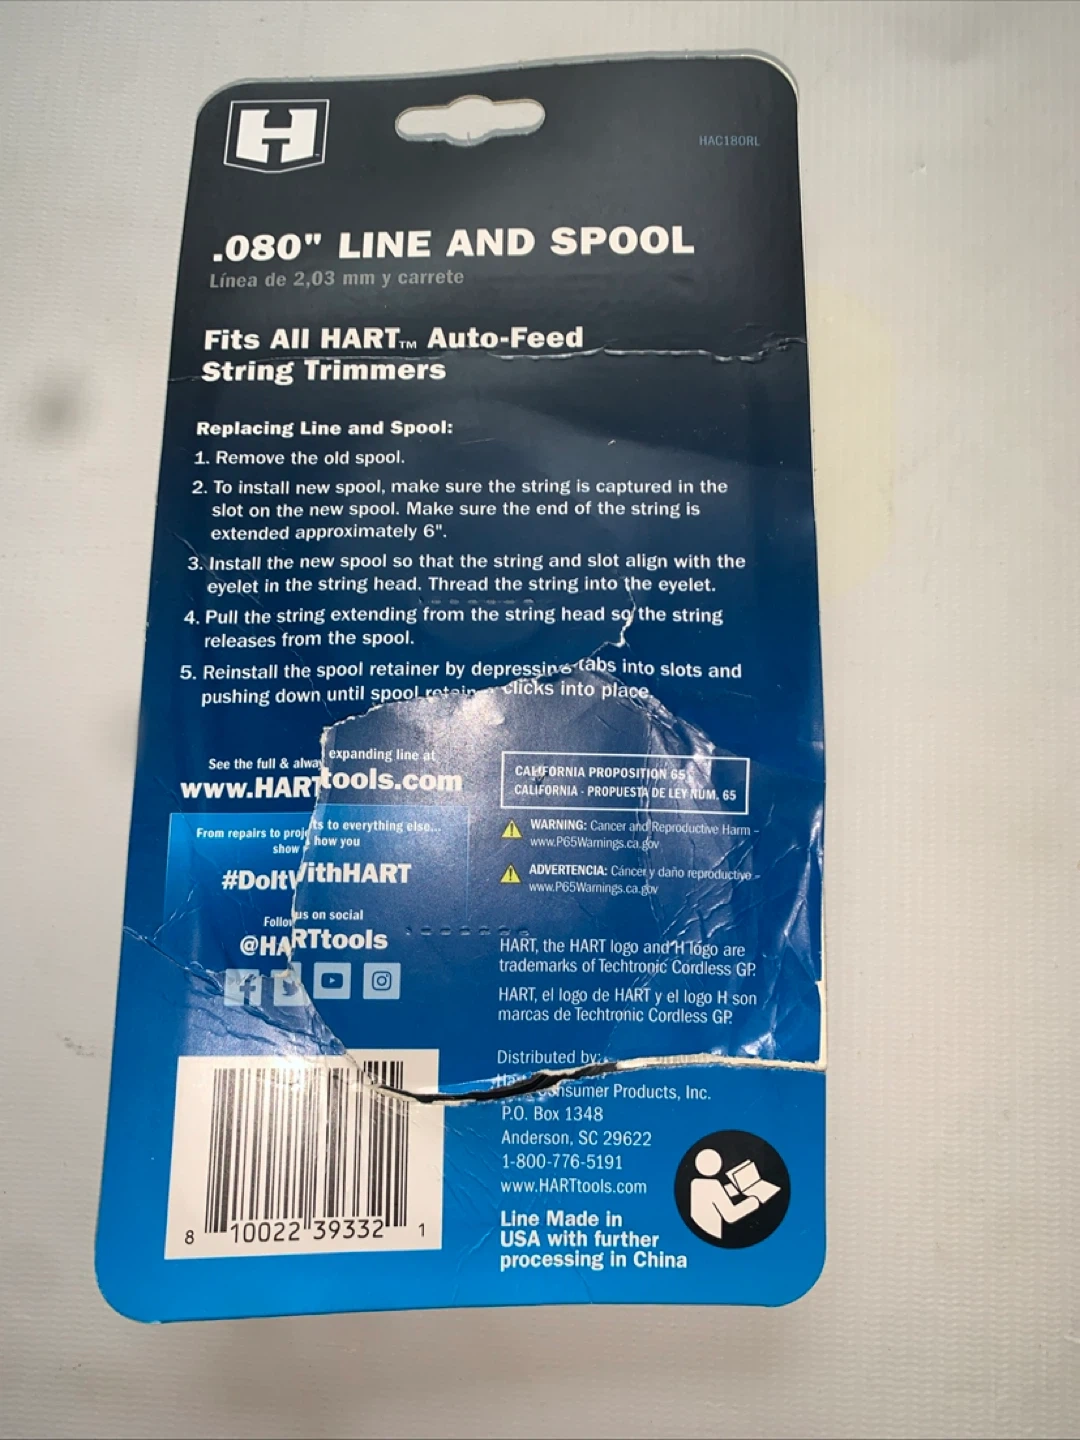 H
HAC180RL
.080" LINE AND SPOOL
Línea de 2,03 mm y carrete
Fits All HART™ Auto-Feed
String Trimmers
Replacing Line and Spool:
1. Remove the old spool.
2. To install new spool, make sure the string is captured in the
slot on the new spool. Make sure the end of the string is
extended approximately 6".
3. Install the new spool so that the string and slot align with the
eyelet in the string head. Thread the string into the eyelet.
4. Pull the string extending from the string head so the string
releases from the spool.
5. Reinstall the spool retainer by depressing tabs into slots and
pushing down until spool clicks into place.
See the full & alway expanding line at
www.HARTtools.com
From repairs to projects to everything else...
show how you
#DoItWithHART
Follow us on social
@HARTtools
CALIFORNIA PROPOSITION 65
CALIFORNIA - PROPUESTA DE LEY NÚM. 65
WARNING: Cancer and Reproductive Harm –
www.P65Warnings.ca.gov
ADVERTENCIA: Cáncer y daño reproductivo –
www.P65Warnings.ca.gov
HART, the HART logo and H logo are
trademarks of Techtronic Cordless GP.
HART, el logo de HART y el logo H son
marcas de Techtronic Cordless GP.
Distributed by:
Consumer Products, Inc.
P.O. Box 1348
Anderson, SC 29622
1-800-776-5191
www.HARTtools.com
Line Made in
USA with further
processing in China
8 10022 39332 1